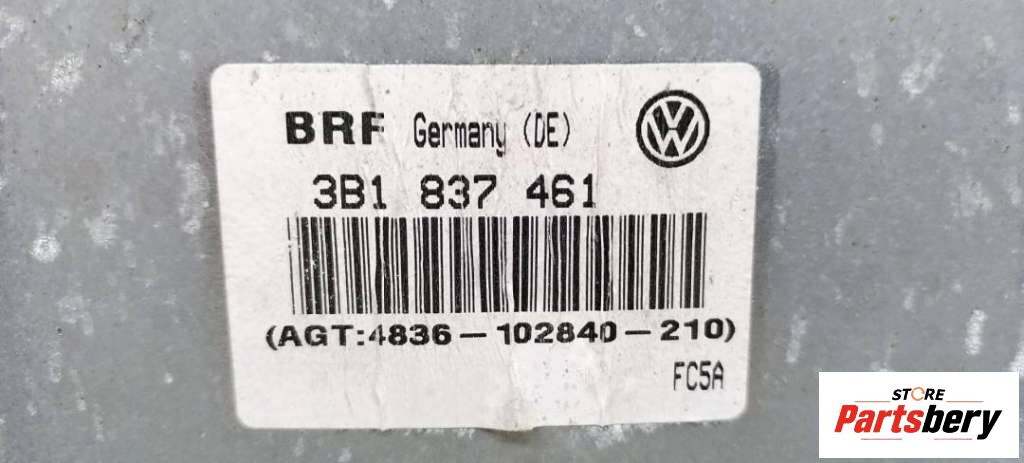 BRF Germany (DE)
3B1 837 461
(AGT:4836-102840-210)
FC5A
STORE
Partsbery